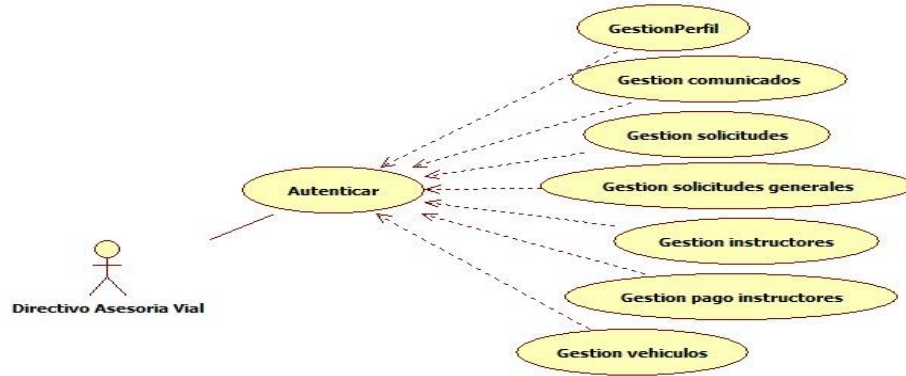 GestionPerfil
Gestion comunicados
Gestion solicitudes
Autenticar
Gestion solicitudes generales
Gestion instructores
Directivo Asesoria Vial
Gestion pago instructores
Gestion vehiculos